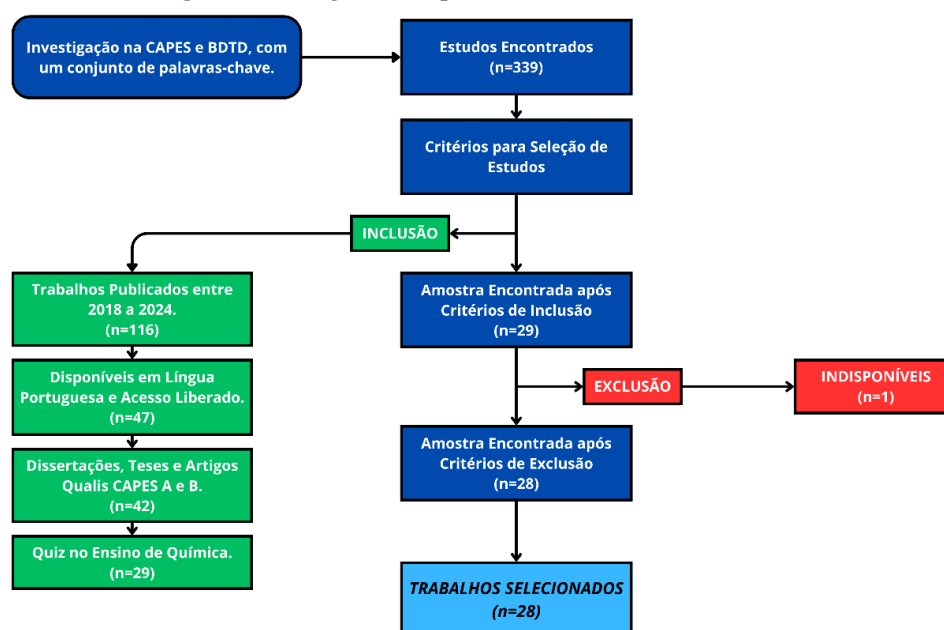 Investigação na CAPES e BDTD, com
um conjunto de palavras-chave.
Estudos Encontrados
(n=339)
Critérios para Seleção de
Estudos
INCLUSÃO
Trabalhos Publicados entre
2018 a 2024.
(n=116)
Disponíveis em Língua
Portuguesa e Acesso Liberado.
(n=47)
Dissertações, Teses e Artigos
Qualis CAPES A e B.
(n=42)
Quiz no Ensino de Química.
(n=29)
Amostra Encontrada após
Critérios de Inclusão
(n=29)
EXCLUSÃO
INDISPONÍVEIS
(n=1)
Amostra Encontrada após
Critérios de Exclusão
(n=28)
TRABALHOS SELECIONADOS
(n=28)